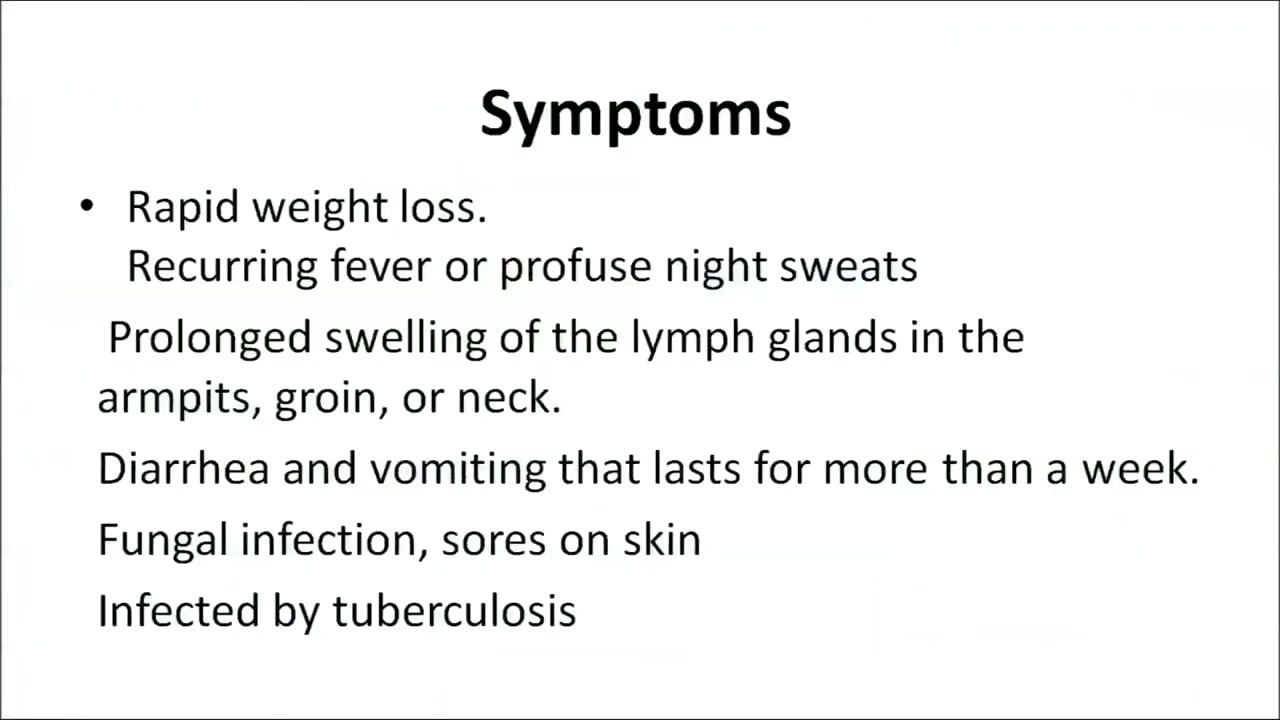 Symptoms
• Rapid weight loss.
Recurring fever or profuse night sweats
Prolonged swelling of the lymph glands in the
armpits, groin, or neck.
Diarrhea and vomiting that lasts for more than a week.
Fungal infection, sores on skin
Infected by tuberculosis